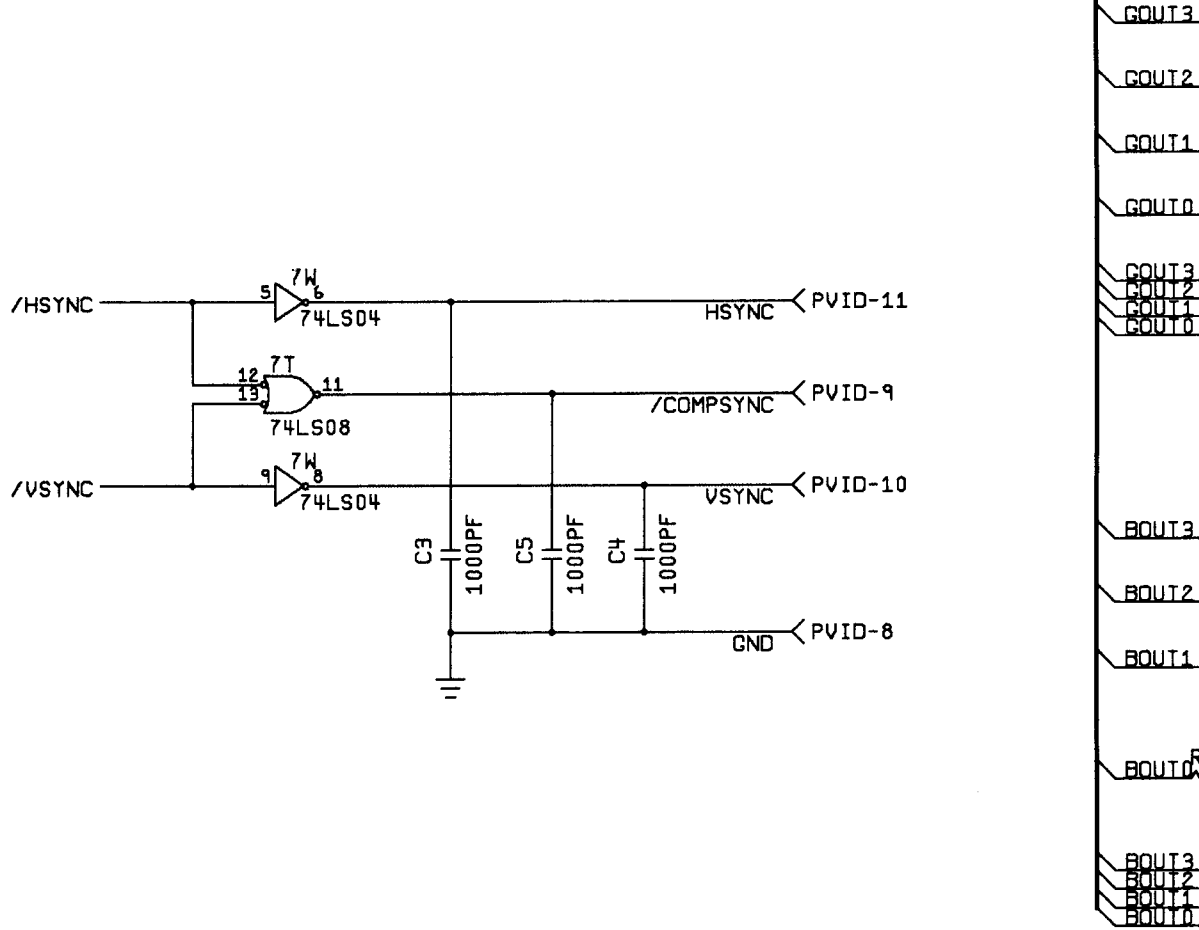 GOUT3
GOUT2
GOUT1
GOUT0
GOUT3
GOUT2
GOUT1
GOUT0
7W
/HSYNC 5 6 HSYNC PVID-11
74LS04
7T
12
13 11 /COMPSYNC PVID-9
74LS08
7W
/VSYNC 9 8 VSYNC PVID-10
74LS04
C3 1000PF C5 1000PF C4 1000PF
GND PVID-8
BOUT3
BOUT2
BOUT1
BOUT0
BOUT3
BOUT2
BOUT1
BOUT0